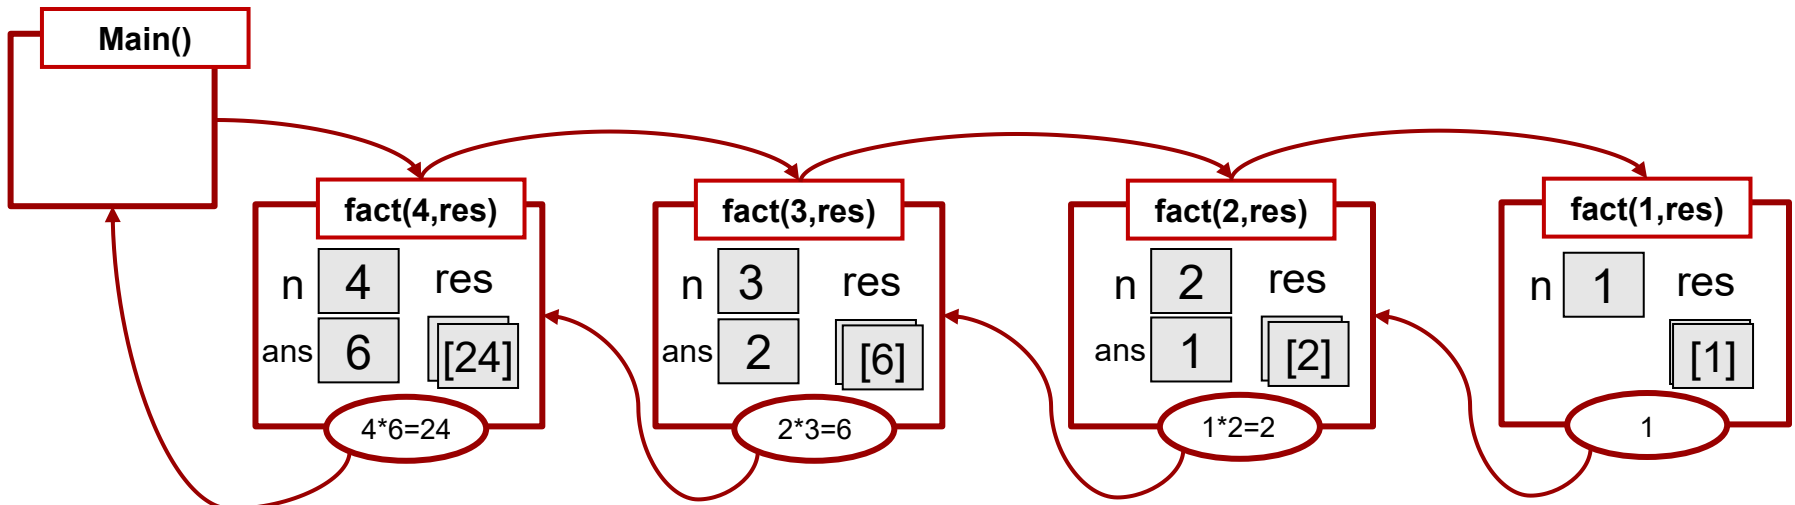 Main()
fact(4,res)
n 4 res
ans 6 [24]
4*6=24
fact(3,res)
n 3 res
ans 2 [6]
2*3=6
fact(2,res)
n 2 res
ans 1 [2]
1*2=2
fact(1,res)
n 1 res
[1]
1